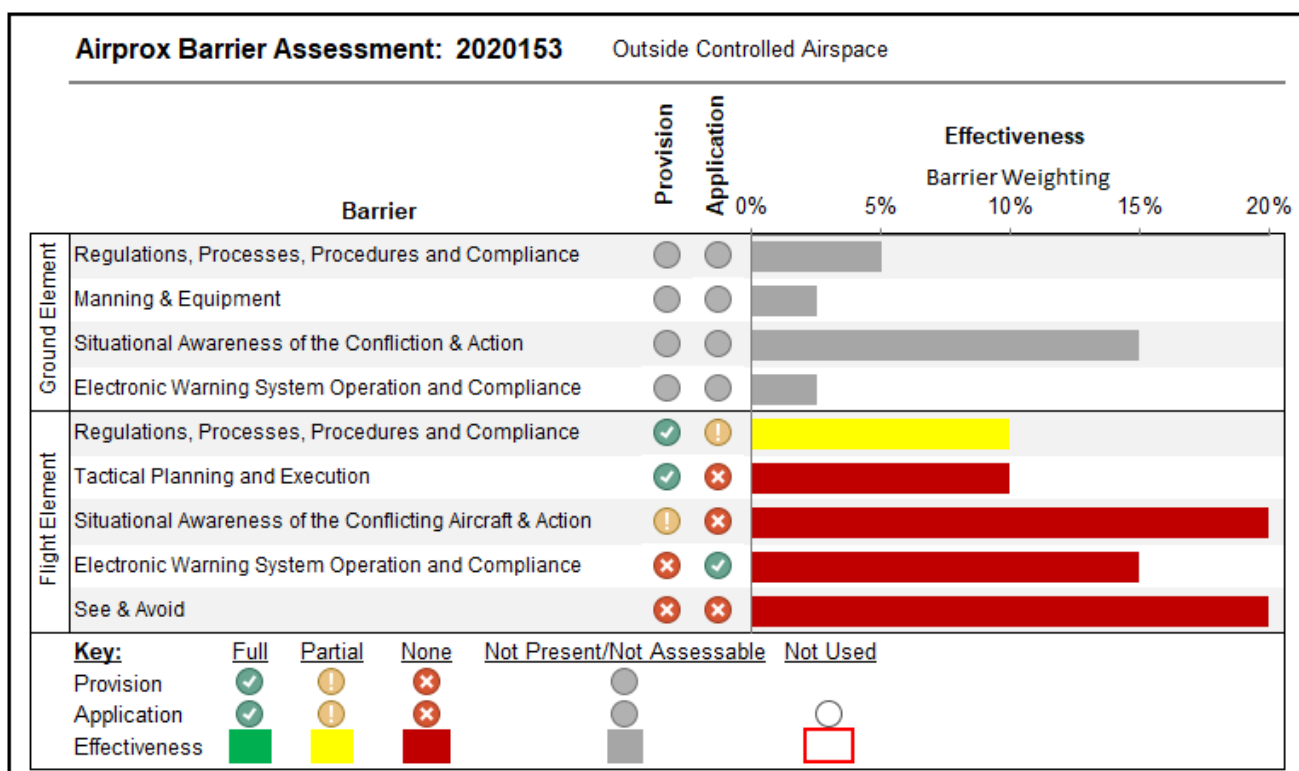 Airprox Barrier Assessment: 2020153 Outside Controlled Airspace
Provision
Application
Effectiveness
Barrier Weighting
Barrier
0% 5% 10% 15% 20%
Ground Element
Regulations, Processes, Procedures and Compliance
Manning & Equipment
Situational Awareness of the Confliction & Action
Electronic Warning System Operation and Compliance
Flight Element
Regulations, Processes, Procedures and Compliance
Tactical Planning and Execution
Situational Awareness of the Conflicting Aircraft & Action
Electronic Warning System Operation and Compliance
See & Avoid
Key: Full Partial None Not Present/Not Assessable Not Used
Provision
Application
Effectiveness